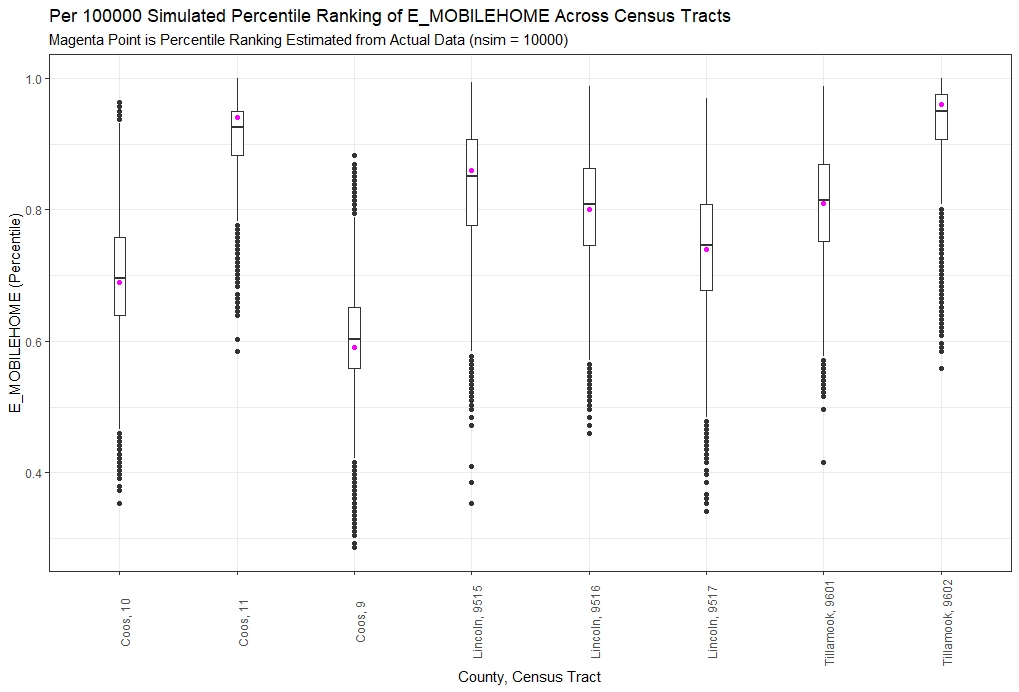 Per 100000 Simulated Percentile Ranking of E_MOBILEHOME Across Census Tracts
Magenta Point is Percentile Ranking Estimated from Actual Data (nsim = 10000)
E_MOBILEHOME (Percentile)
1.0
0.8
0.6
0.4
Coos, 10
Coos, 11
Coos, 9
Lincoln, 9515
Lincoln, 9516
Lincoln, 9517
Tillamook, 9601
Tillamook, 9602
County, Census Tract